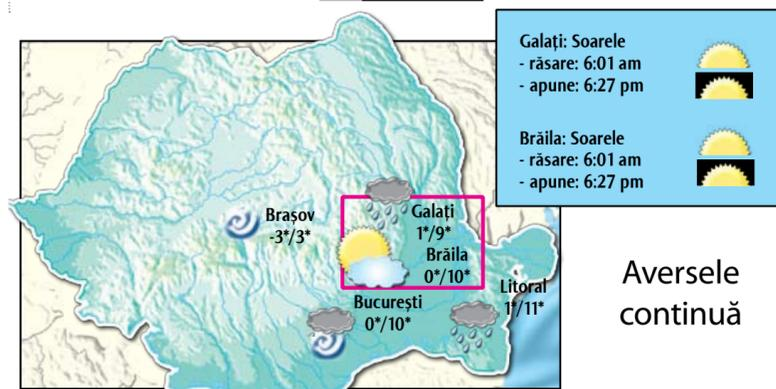 Galați: Soarele
- răsare: 6:01 am
- apune: 6:27 pm
Brăila: Soarele
- răsare: 6:01 am
- apune: 6:27 pm
Brașov
-3*/3*
Galați
1*/9*
Brăila
0*/10*
București
0*/10*
Litoral
1*/11*
Aversele
continuă